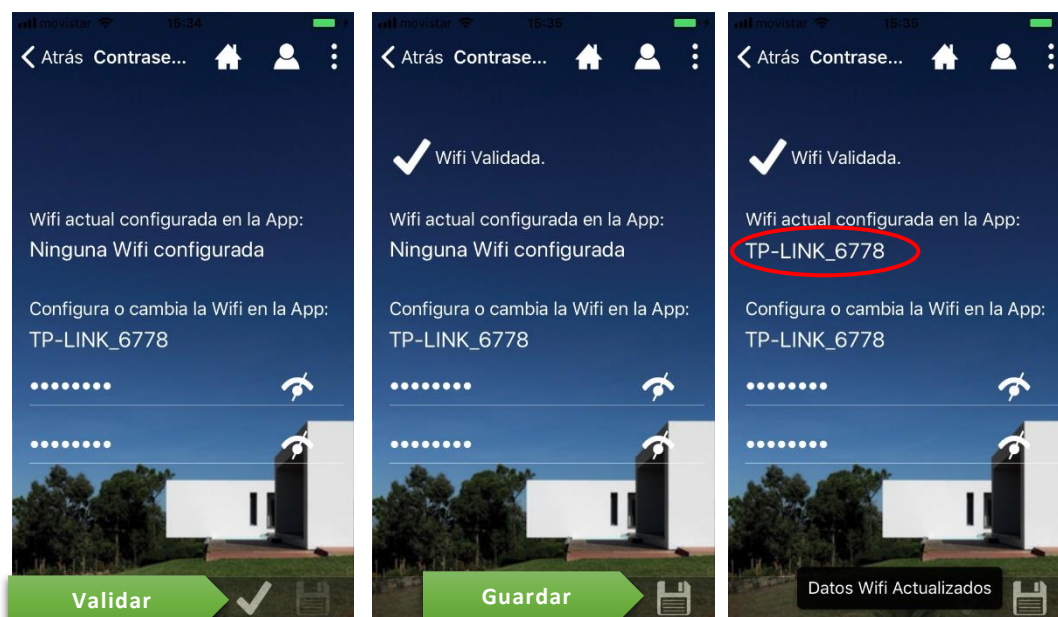 movistar 15:34
Atrás Contrase...
Wifi actual configurada en la App:
Ninguna Wifi configurada
Configura o cambia la Wifi en la App:
TP-LINK_6778
Validar
movistar 15:35
Atrás Contrase...
Wifi Validada.
Wifi actual configurada en la App:
Ninguna Wifi configurada
Configura o cambia la Wifi en la App:
TP-LINK_6778
Guardar
movistar 15:35
Atrás Contrase...
Wifi Validada.
Wifi actual configurada en la App:
TP-LINK_6778
Configura o cambia la Wifi en la App:
TP-LINK_6778
Datos Wifi Actualizados